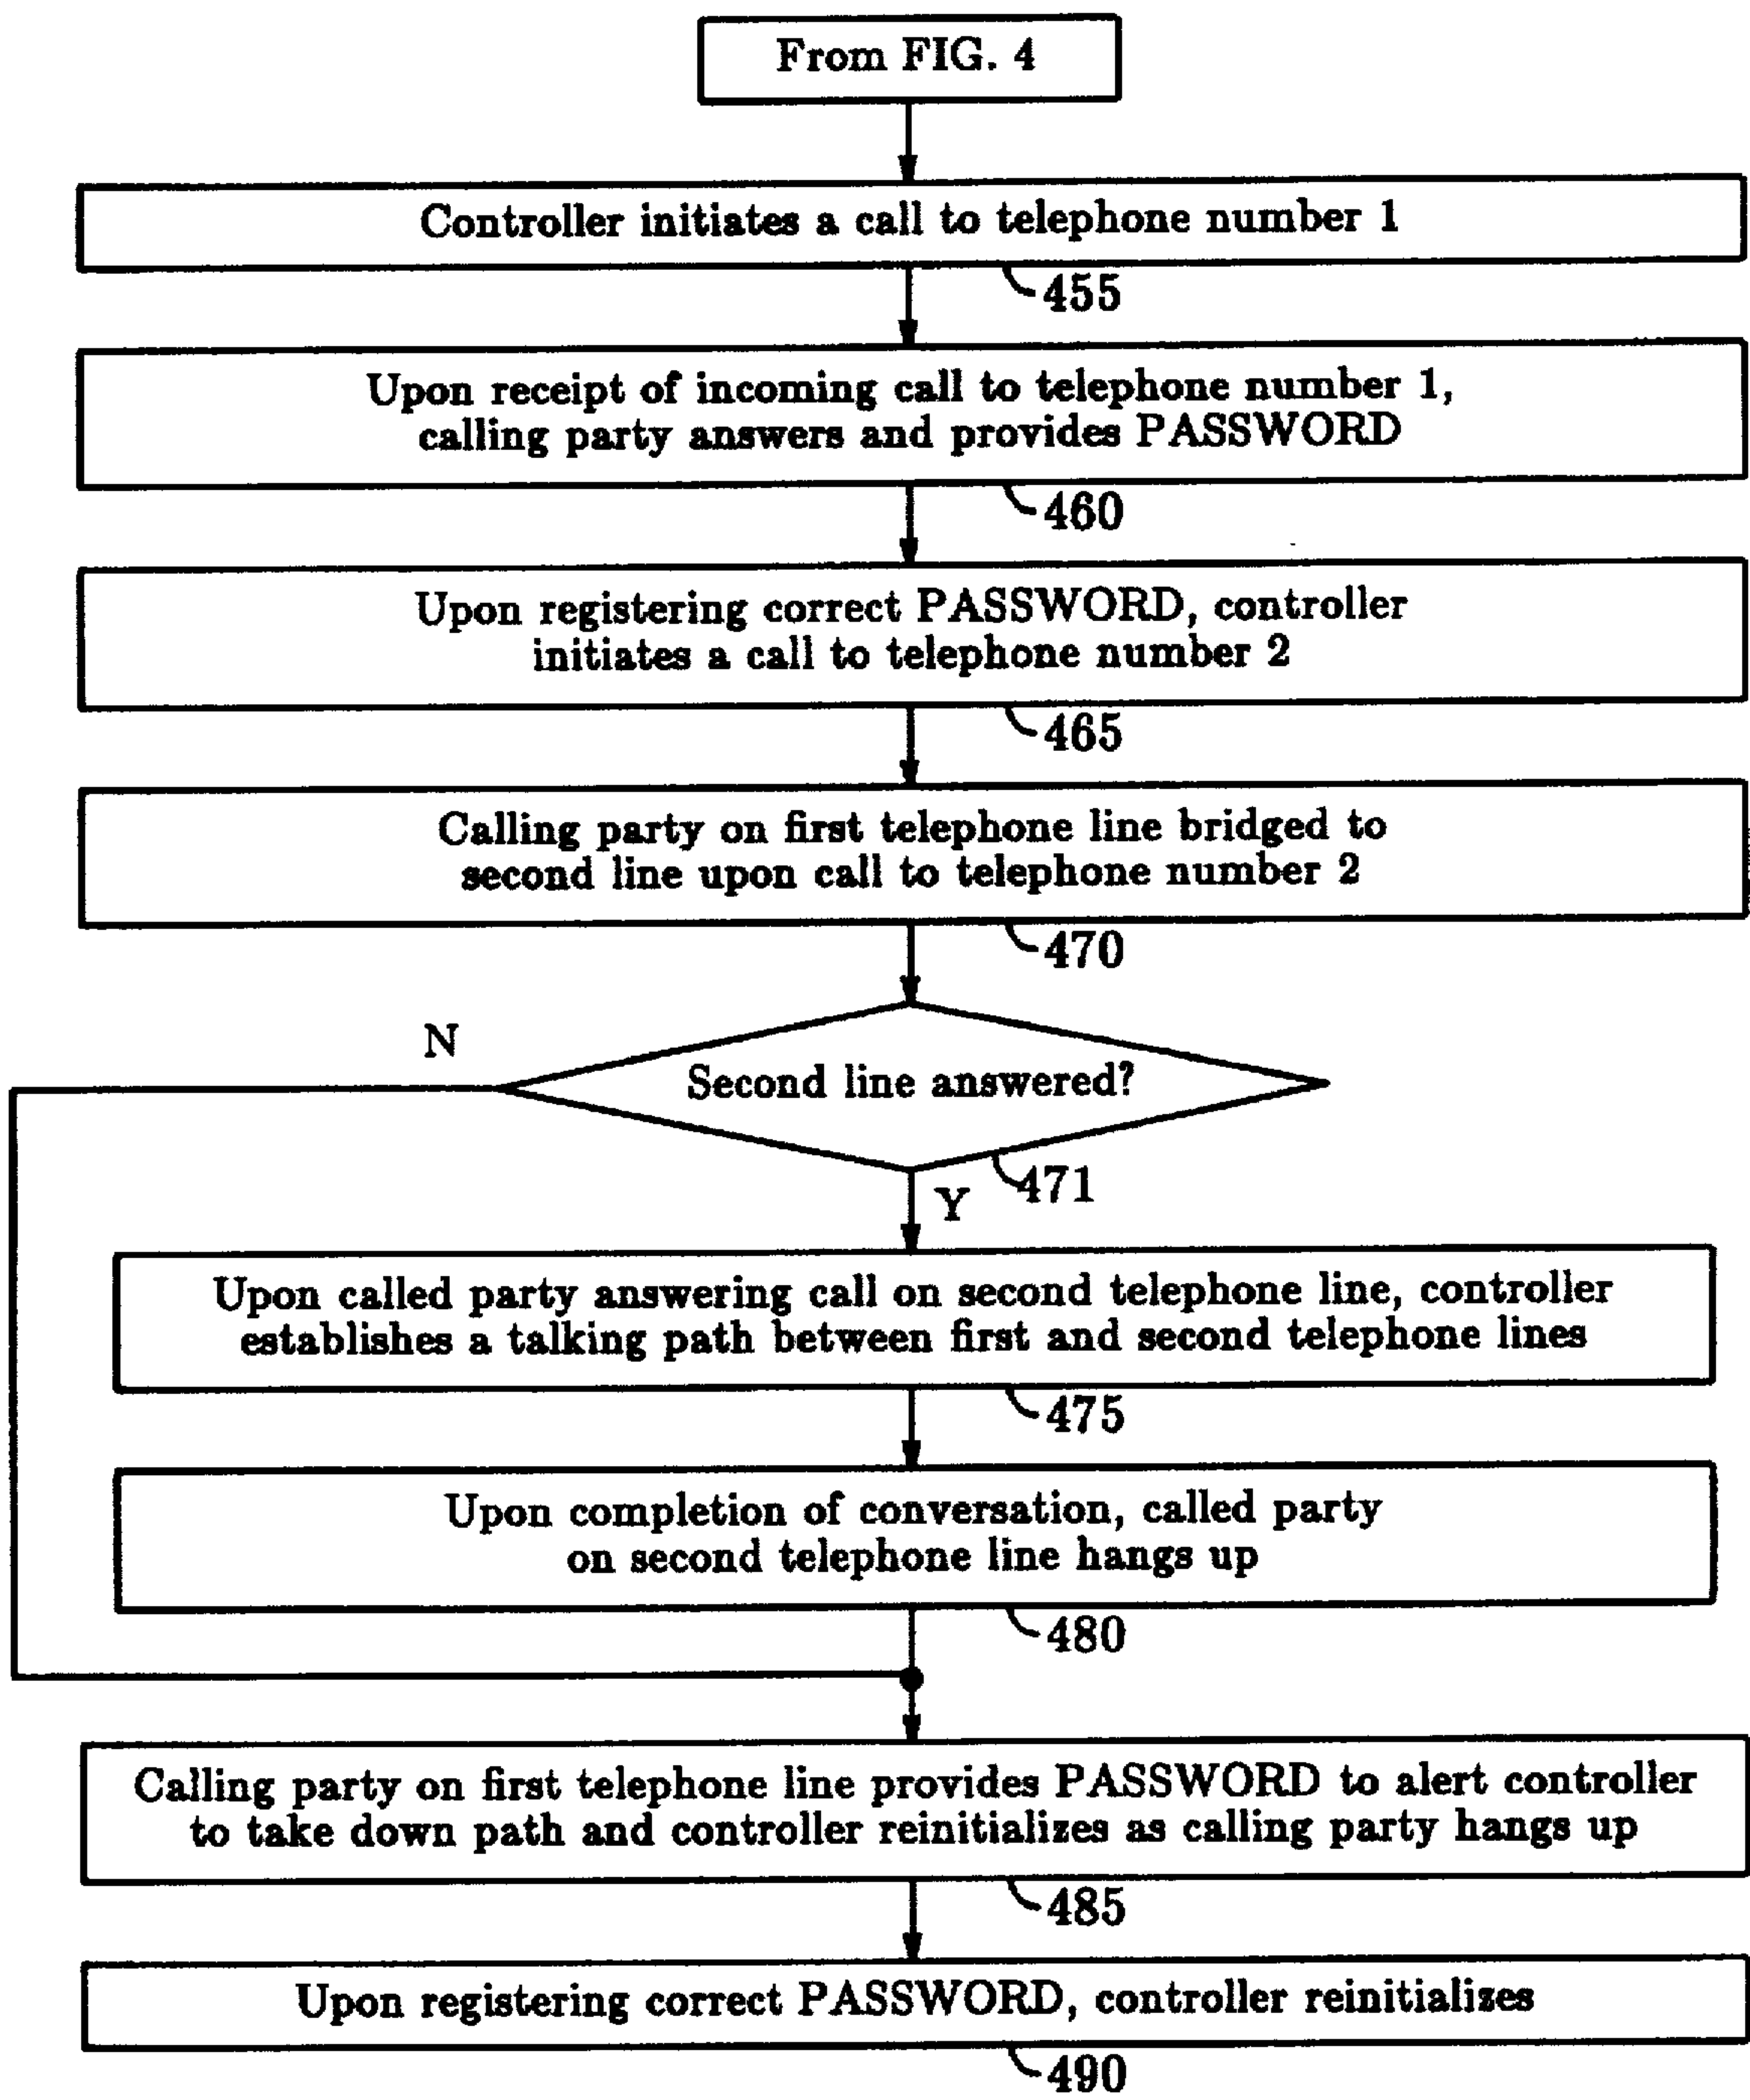 From FIG. 4
Controller initiates a call to telephone number 1
455
Upon receipt of incoming call to telephone number 1,
calling party answers and provides PASSWORD
460
Upon registering correct PASSWORD, controller
initiates a call to telephone number 2
465
Calling party on first telephone line bridged to
second line upon call to telephone number 2
470
N
Second line answered?
471
Y
Upon called party answering call on second telephone line, controller
establishes a talking path between first and second telephone lines
475
Upon completion of conversation, called party
on second telephone line hangs up
480
Calling party on first telephone line provides PASSWORD to alert controller
to take down path and controller reinitializes as calling party hangs up
485
Upon registering correct PASSWORD, controller reinitializes
490